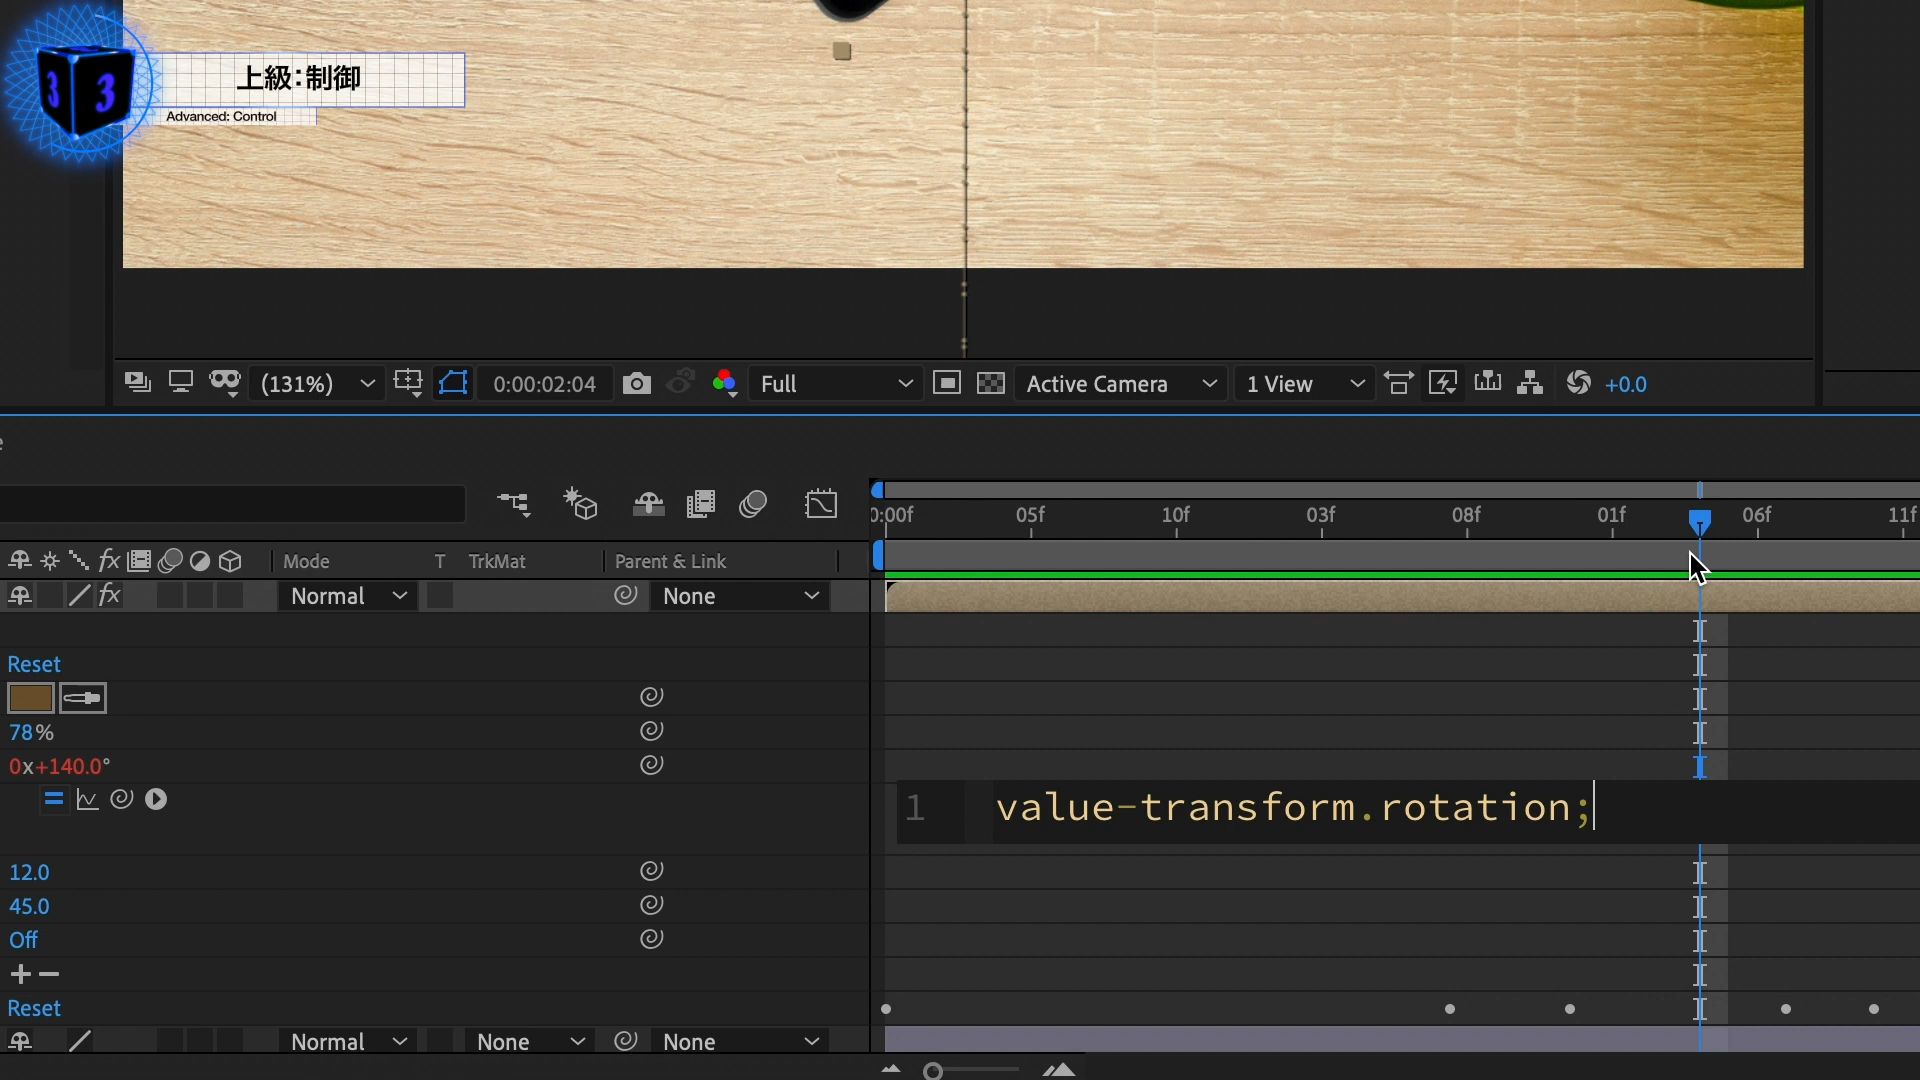 3 3
上級:制御
Advanced: Control
(131%)
0:00:02:04
Full
Active Camera
1 View
+0.0
0:00f 05f 10f 03f 08f 01f 06f 11f
fx
Mode T TrkMat Parent & Link
fx
Normal None
Reset
78%
0x+140.0°
1 value-transform.rotation;
12.0
45.0
Off
Reset
Normal None None